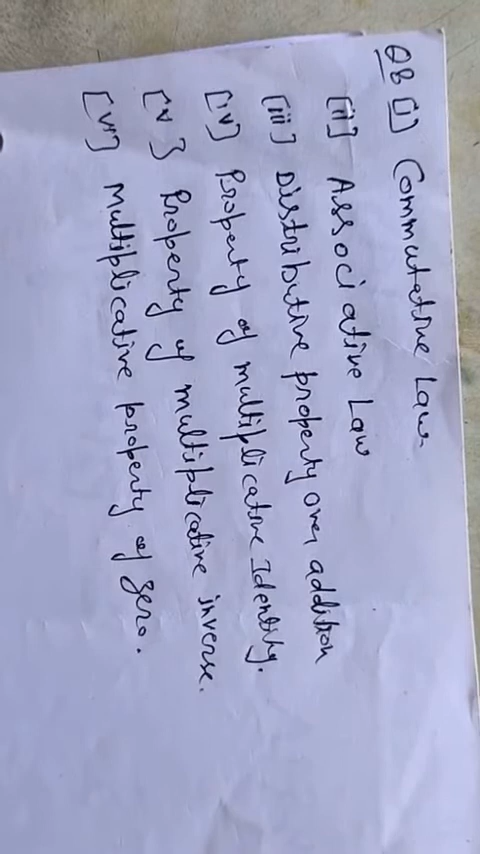 Q8 [i] Commutative Law.
[ii] Associative Law
[iii] Distributive property over addition
[iv] Property of multiplicative Identity.
[v] Property of multiplicative inverse.
[vi] Multiplicative property of zero.